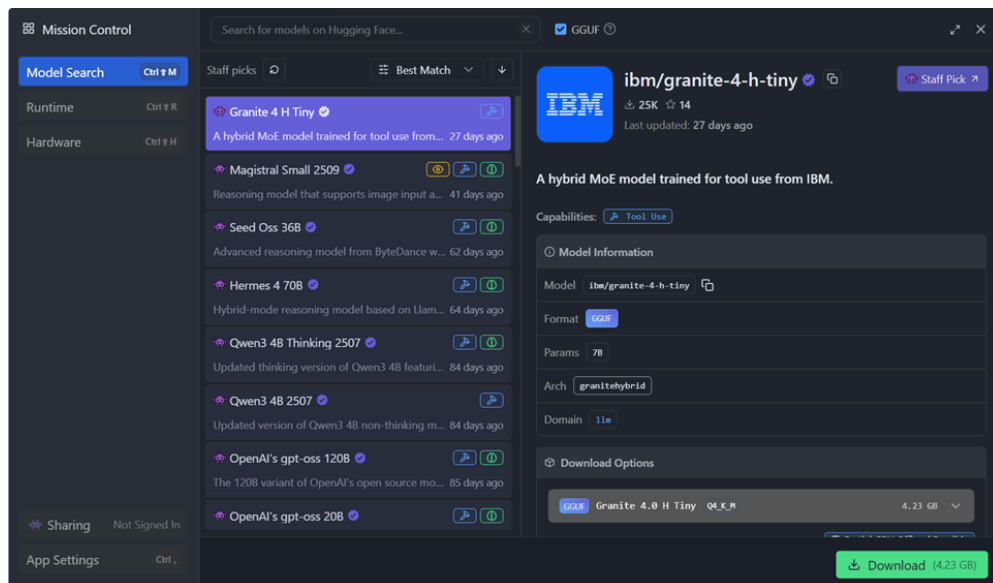 Mission Control
Model Search Ctrl⇧M
Runtime Ctrl⇧R
Hardware Ctrl⇧H
Sharing Not Signed In
App Settings Ctrl ,
Search for models on Hugging Face...
GGUF
Staff picks
Best Match
Granite 4 H Tiny
A hybrid MoE model trained for tool use from... 27 days ago
Magistral Small 2509
Reasoning model that supports image input a... 41 days ago
Seed Oss 36B
Advanced reasoning model from ByteDance w... 62 days ago
Hermes 4 70B
Hybrid-mode reasoning model based on Llam... 64 days ago
Qwen3 4B Thinking 2507
Updated thinking version of Qwen3 4B featuri... 84 days ago
Qwen3 4B 2507
Updated version of Qwen3 4B non-thinking m... 84 days ago
OpenAI's gpt-oss 120B
The 120B variant of OpenAI's open source mo... 85 days ago
OpenAI's gpt-oss 20B
IBM
ibm/granite-4-h-tiny
Staff Pick
25K 14
Last updated: 27 days ago
A hybrid MoE model trained for tool use from IBM.
Capabilities: Tool Use
Model Information
Model ibm/granite-4-h-tiny
Format GGUF
Params 7B
Arch granitehybrid
Domain llm
Download Options
GGUF Granite 4.0 H Tiny Q4_K_M 4.23 GB
Download (4.23 GB)